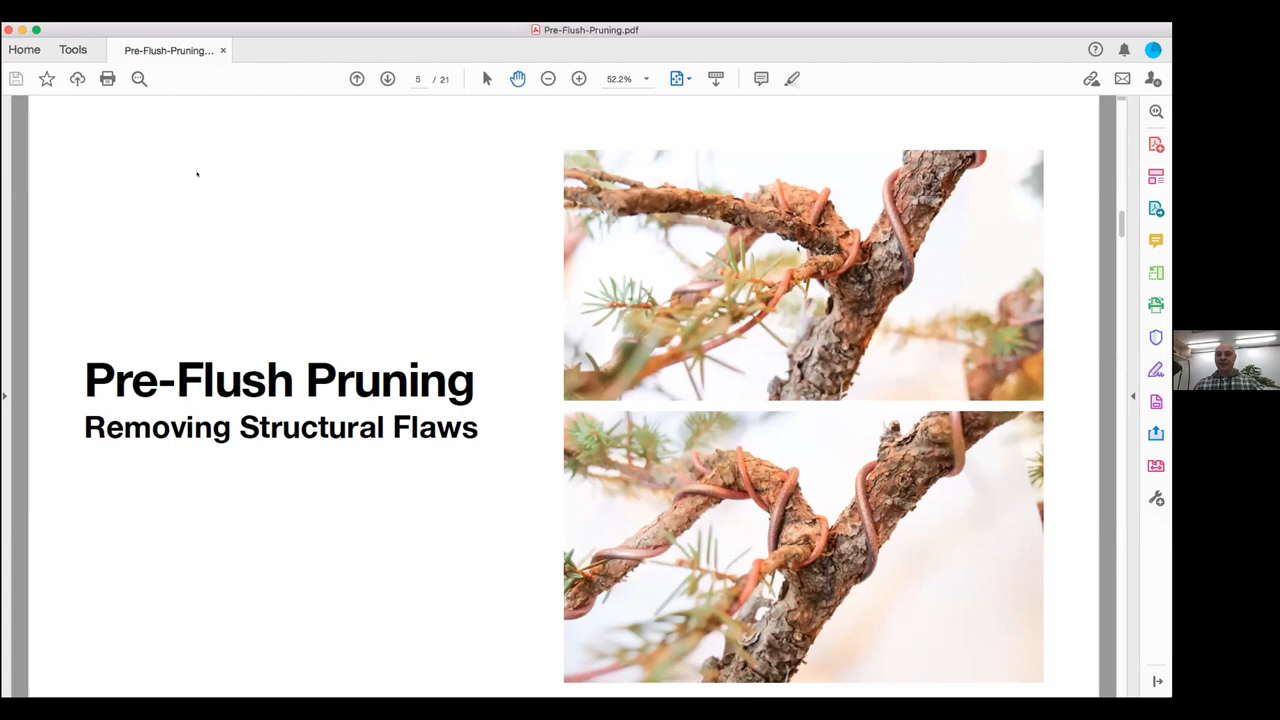 Pre-Flush-Pruning.pdf
Home Tools Pre-Flush-Pruning... ×
5 / 21 52.2%
Pre-Flush Pruning
Removing Structural Flaws